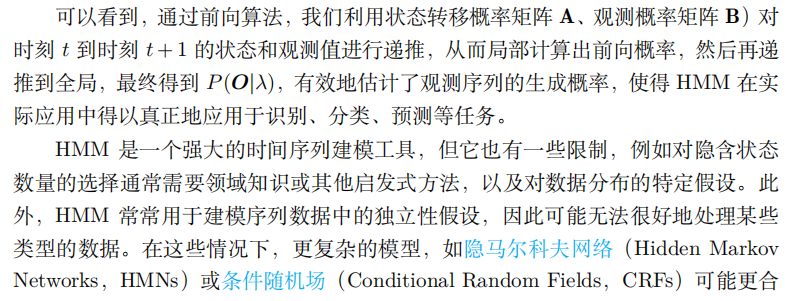 可以看到，通过前向算法，我们利用状态转移概率矩阵 A、观测概率矩阵 B）对
时刻 t 到时刻 t+1 的状态和观测值进行递推，从而局部计算出前向概率，然后再递
推到全局，最终得到 P(O|λ)，有效地估计了观测序列的生成概率，使得 HMM 在实
际应用中得以真正地应用于识别、分类、预测等任务。
HMM 是一个强大的时间序列建模工具，但它也有一些限制，例如对隐含状态
数量的选择通常需要领域知识或其他启发式方法，以及对数据分布的特定假设。此
外，HMM 常常用于建模序列数据中的独立性假设，因此可能无法很好地处理某些
类型的数据。在这些情况下，更复杂的模型，如隐马尔科夫网络（Hidden Markov
Networks，HMNs）或条件随机场（Conditional Random Fields，CRFs）可能更合